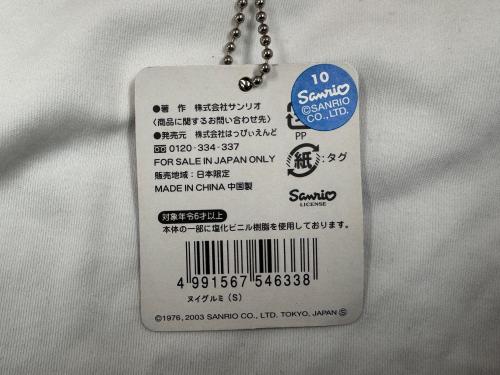 10
Sanrio
©SANRIO
CO.,LTD.
●著 作 株式会社サンリオ
〈商品に関するお問い合わせ先〉
●発売元 株式会社はっぴぃえんど
0120-334-337
FOR SALE IN JAPAN ONLY
販売地域:日本限定
MADE IN CHINA 中国製
PP
紙:タグ
Sanrio
LICENSE
対象年令6才以上
本体の一部に塩化ビニル樹脂を使用しております。
4 991567 546338
ヌイグルミ(S)
©1976, 2003 SANRIO CO., LTD. TOKYO, JAPAN Ⓢ